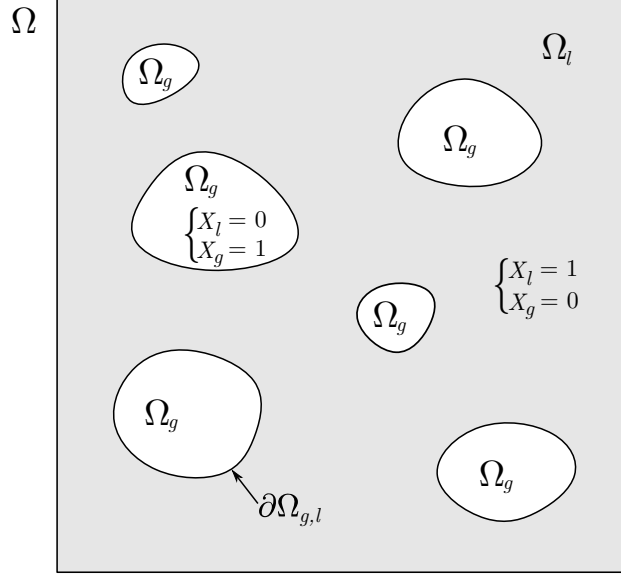 Ω
Ω_l
Ω_g
Ω_g
Ω_g
{X_l = 0
X_g = 1
{X_l = 1
X_g = 0
Ω_g
Ω_g
Ω_g
∂Ω_{g,l}